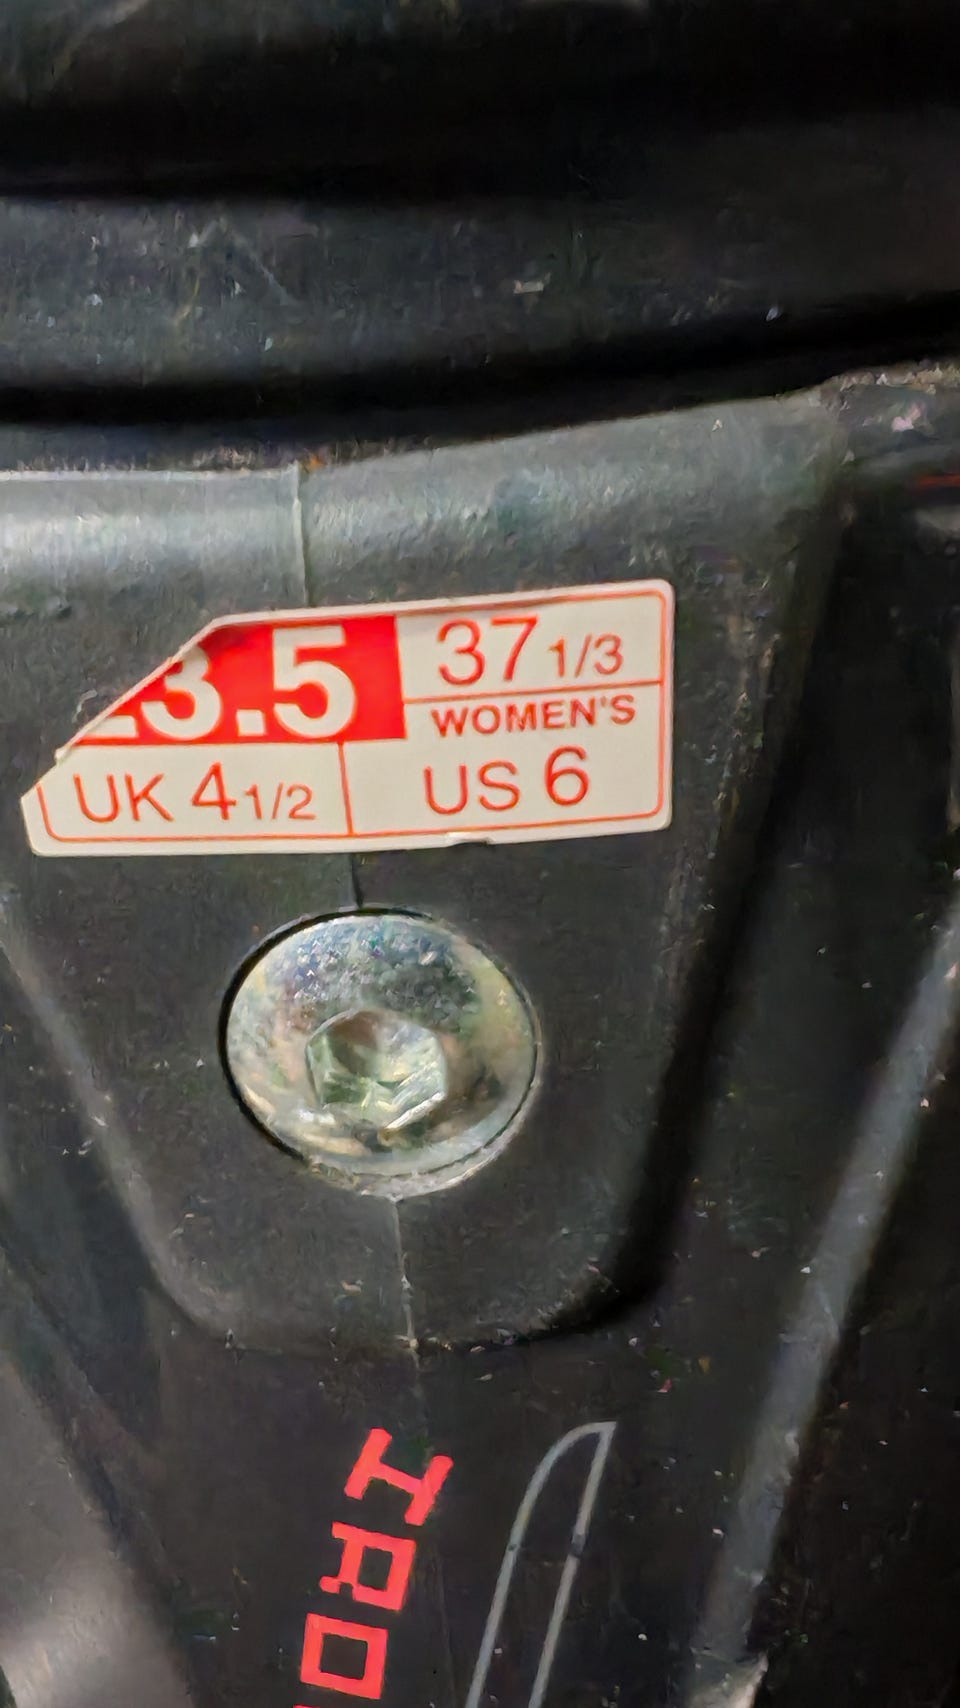 3.5
37 1/3
WOMEN'S
UK 4 1/2
US 6